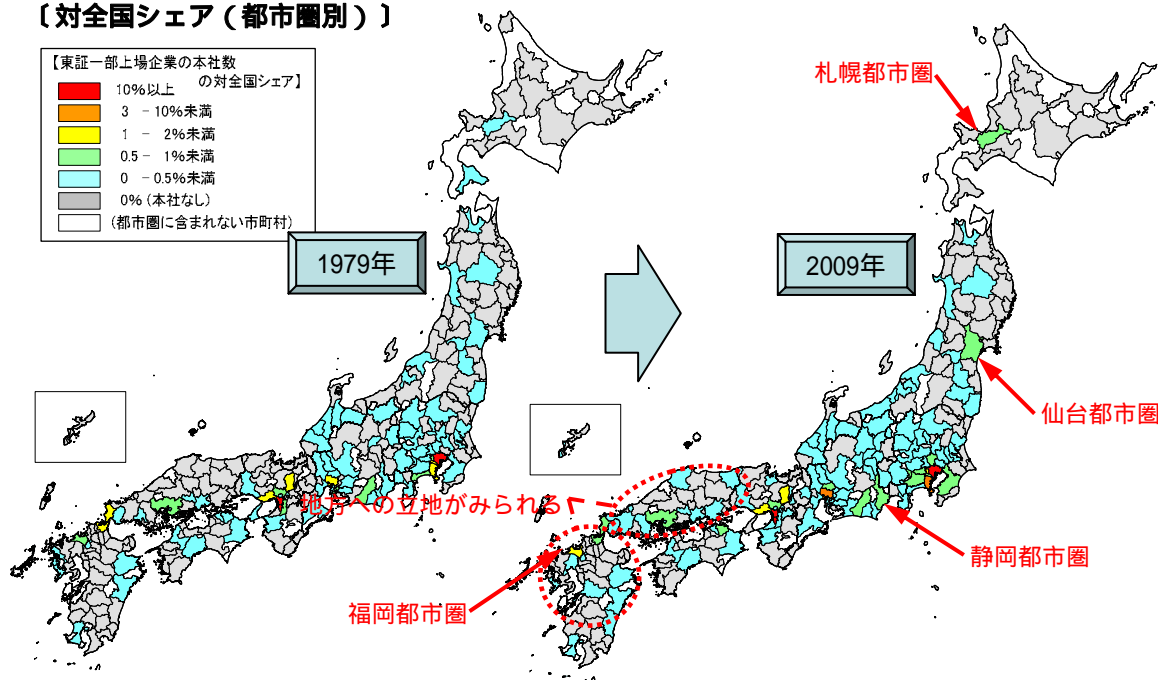 〔対全国シェア（都市圏別）〕
【東証一部上場企業の本社数
の対全国シェア】
10%以上
3 －10%未満
1 － 2%未満
0.5－ 1%未満
0 －0.5%未満
0%（本社なし）
（都市圏に含まれない市町村）
1979年
2009年
札幌都市圏
仙台都市圏
地方への立地がみられる
静岡都市圏
福岡都市圏